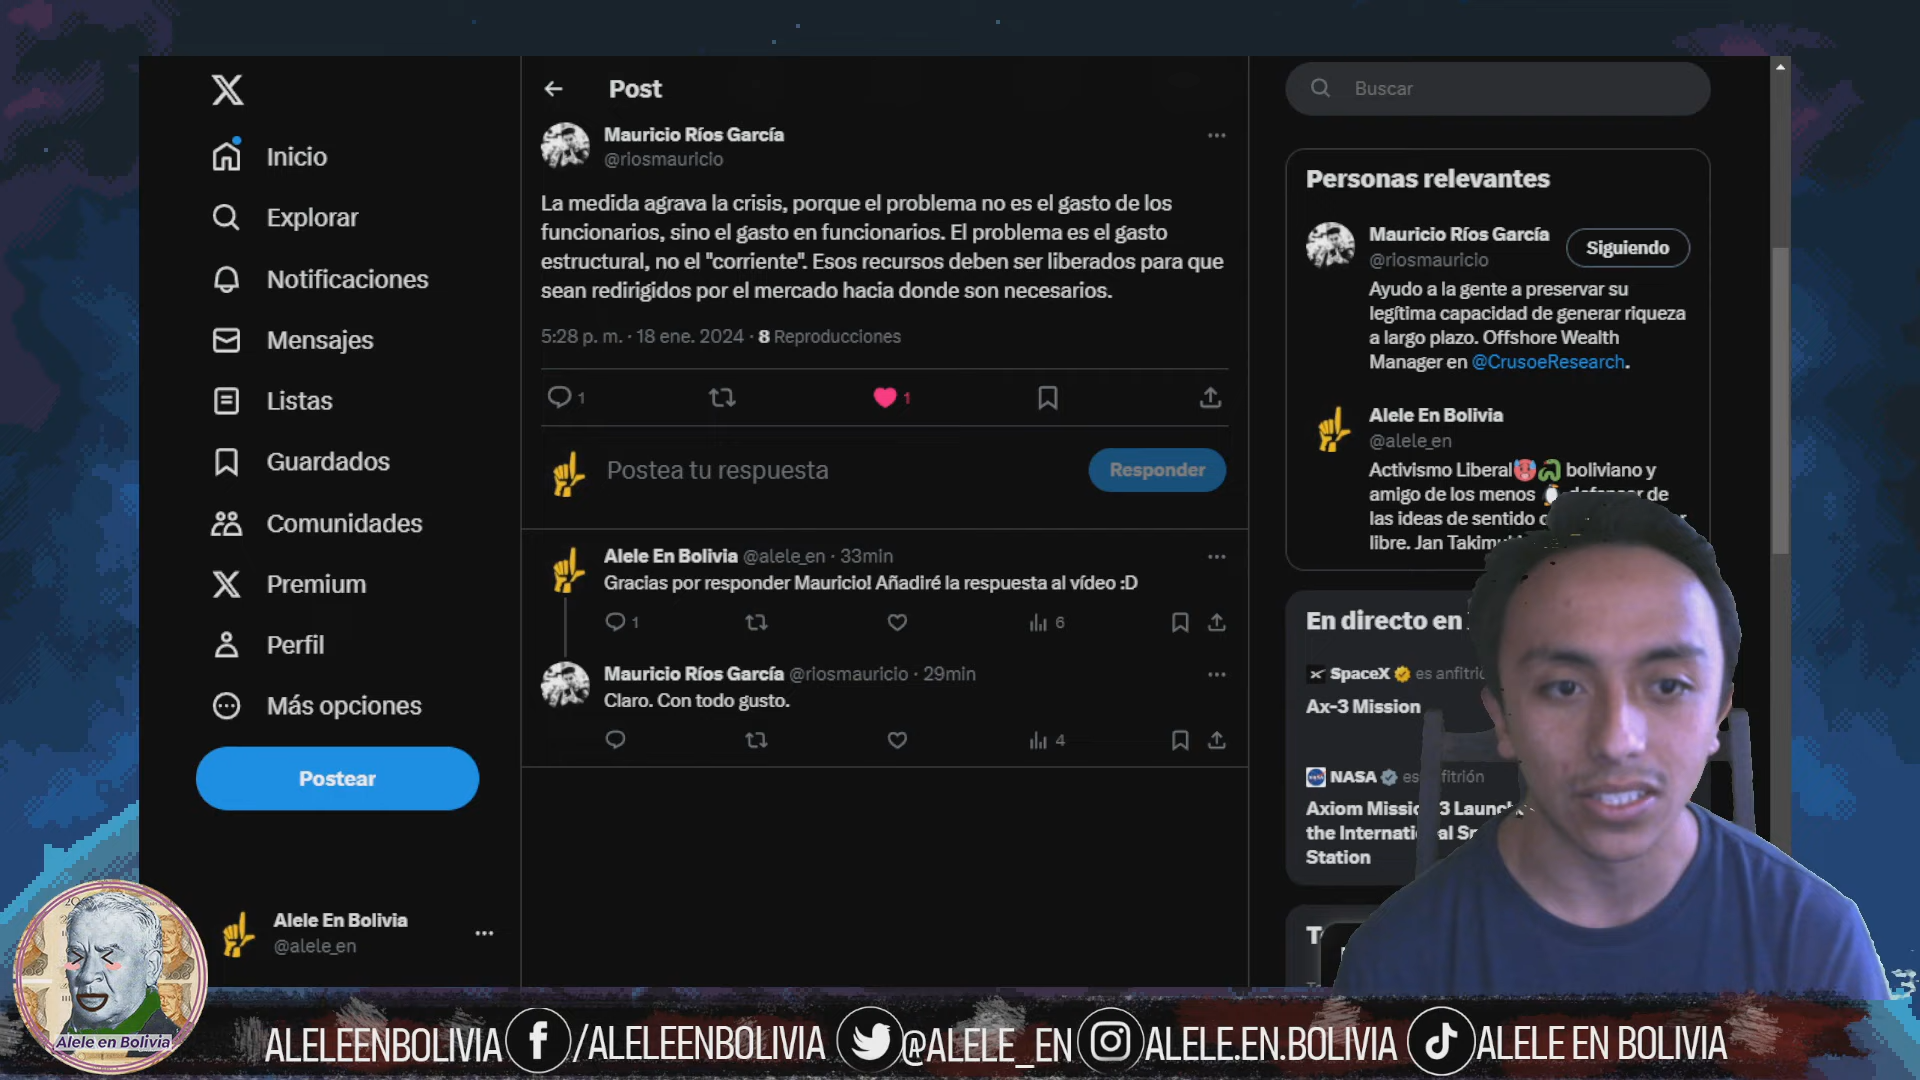 Inicio
Explorar
Notificaciones
Mensajes
Listas
Guardados
Comunidades
Premium
Perfil
Más opciones
Postear
Alele En Bolivia
@alele_en
Post
Mauricio Ríos García
@riosmauricio
La medida agrava la crisis, porque el problema no es el gasto de los
funcionarios, sino el gasto en funcionarios. El problema es el gasto
estructural, no el "corriente". Esos recursos deben ser liberados para que
sean redirigidos por el mercado hacia donde son necesarios.
5:28 p. m. · 18 ene. 2024 · 8 Reproducciones
1
1
Postea tu respuesta
Responder
Alele En Bolivia @alele_en · 33min
Gracias por responder Mauricio! Añadiré la respuesta al vídeo :D
1
6
Mauricio Ríos García @riosmauricio · 29min
Claro. Con todo gusto.
4
Buscar
Personas relevantes
Mauricio Ríos García
@riosmauricio
Siguiendo
Ayudo a la gente a preservar su
legítima capacidad de generar riqueza
a largo plazo. Offshore Wealth
Manager en @CrusoeResearch.
Alele En Bolivia
@alele_en
Activismo Liberal boliviano y
amigo de los menos de
las ideas de sentido
libre. Jan
En directo en
SpaceX es
Ax-3 Mission
NASA
Axiom 3
the
Station
Alele en Bolivia
ALELEENBOLIVIA /ALELEENBOLIVIA @ALELE_EN ALELE.EN.BOLIVIA ALELE EN BOLIVIA